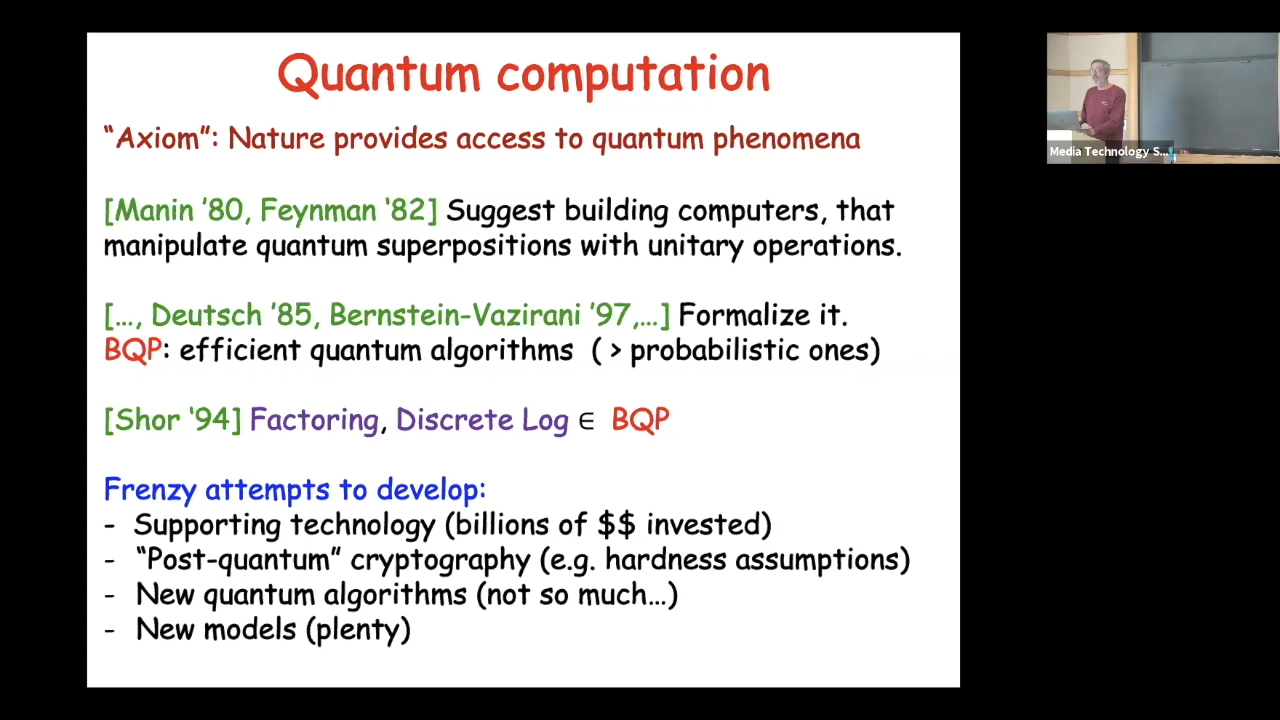 Quantum computation
“Axiom”: Nature provides access to quantum phenomena
[Manin ’80, Feynman ‘82] Suggest building computers, that
manipulate quantum superpositions with unitary operations.
[…, Deutsch ’85, Bernstein-Vazirani ’97,…] Formalize it.
BQP: efficient quantum algorithms ( > probabilistic ones)
[Shor ‘94] Factoring, Discrete Log ∈ BQP
Frenzy attempts to develop:
- Supporting technology (billions of $$ invested)
- “Post-quantum” cryptography (e.g. hardness assumptions)
- New quantum algorithms (not so much…)
- New models (plenty)
Media Technology S...